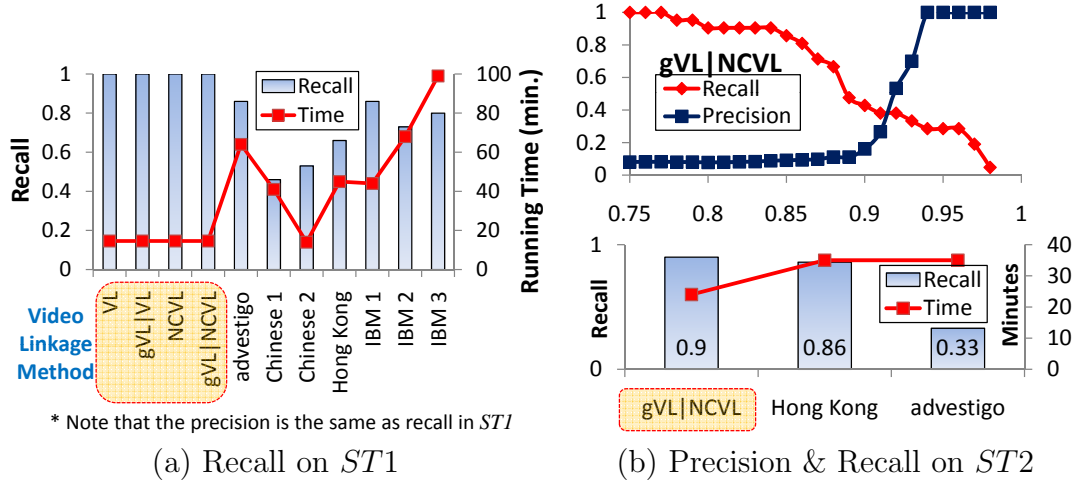 1
0.8
0.6
0.4
0.2
0
Recall
Recall
Time
100
80
60
40
20
0
Running Time (min.)
VL
gVL|VL
NCVL
gVL|NCVL
advestigo
Chinese 1
Chinese 2
Hong Kong
IBM 1
IBM 2
IBM 3
Video
Linkage
Method
* Note that the precision is the same as recall in ST1
(a) Recall on ST1
1
0.8
0.6
0.4
0.2
0
gVL|NCVL
Recall
Precision
0.75
0.8
0.85
0.9
0.95
1
1
0
Recall
Recall
Time
40
30
20
10
0
Minutes
0.9
0.86
0.33
gVL|NCVL
Hong Kong
advestigo
(b) Precision & Recall on ST2